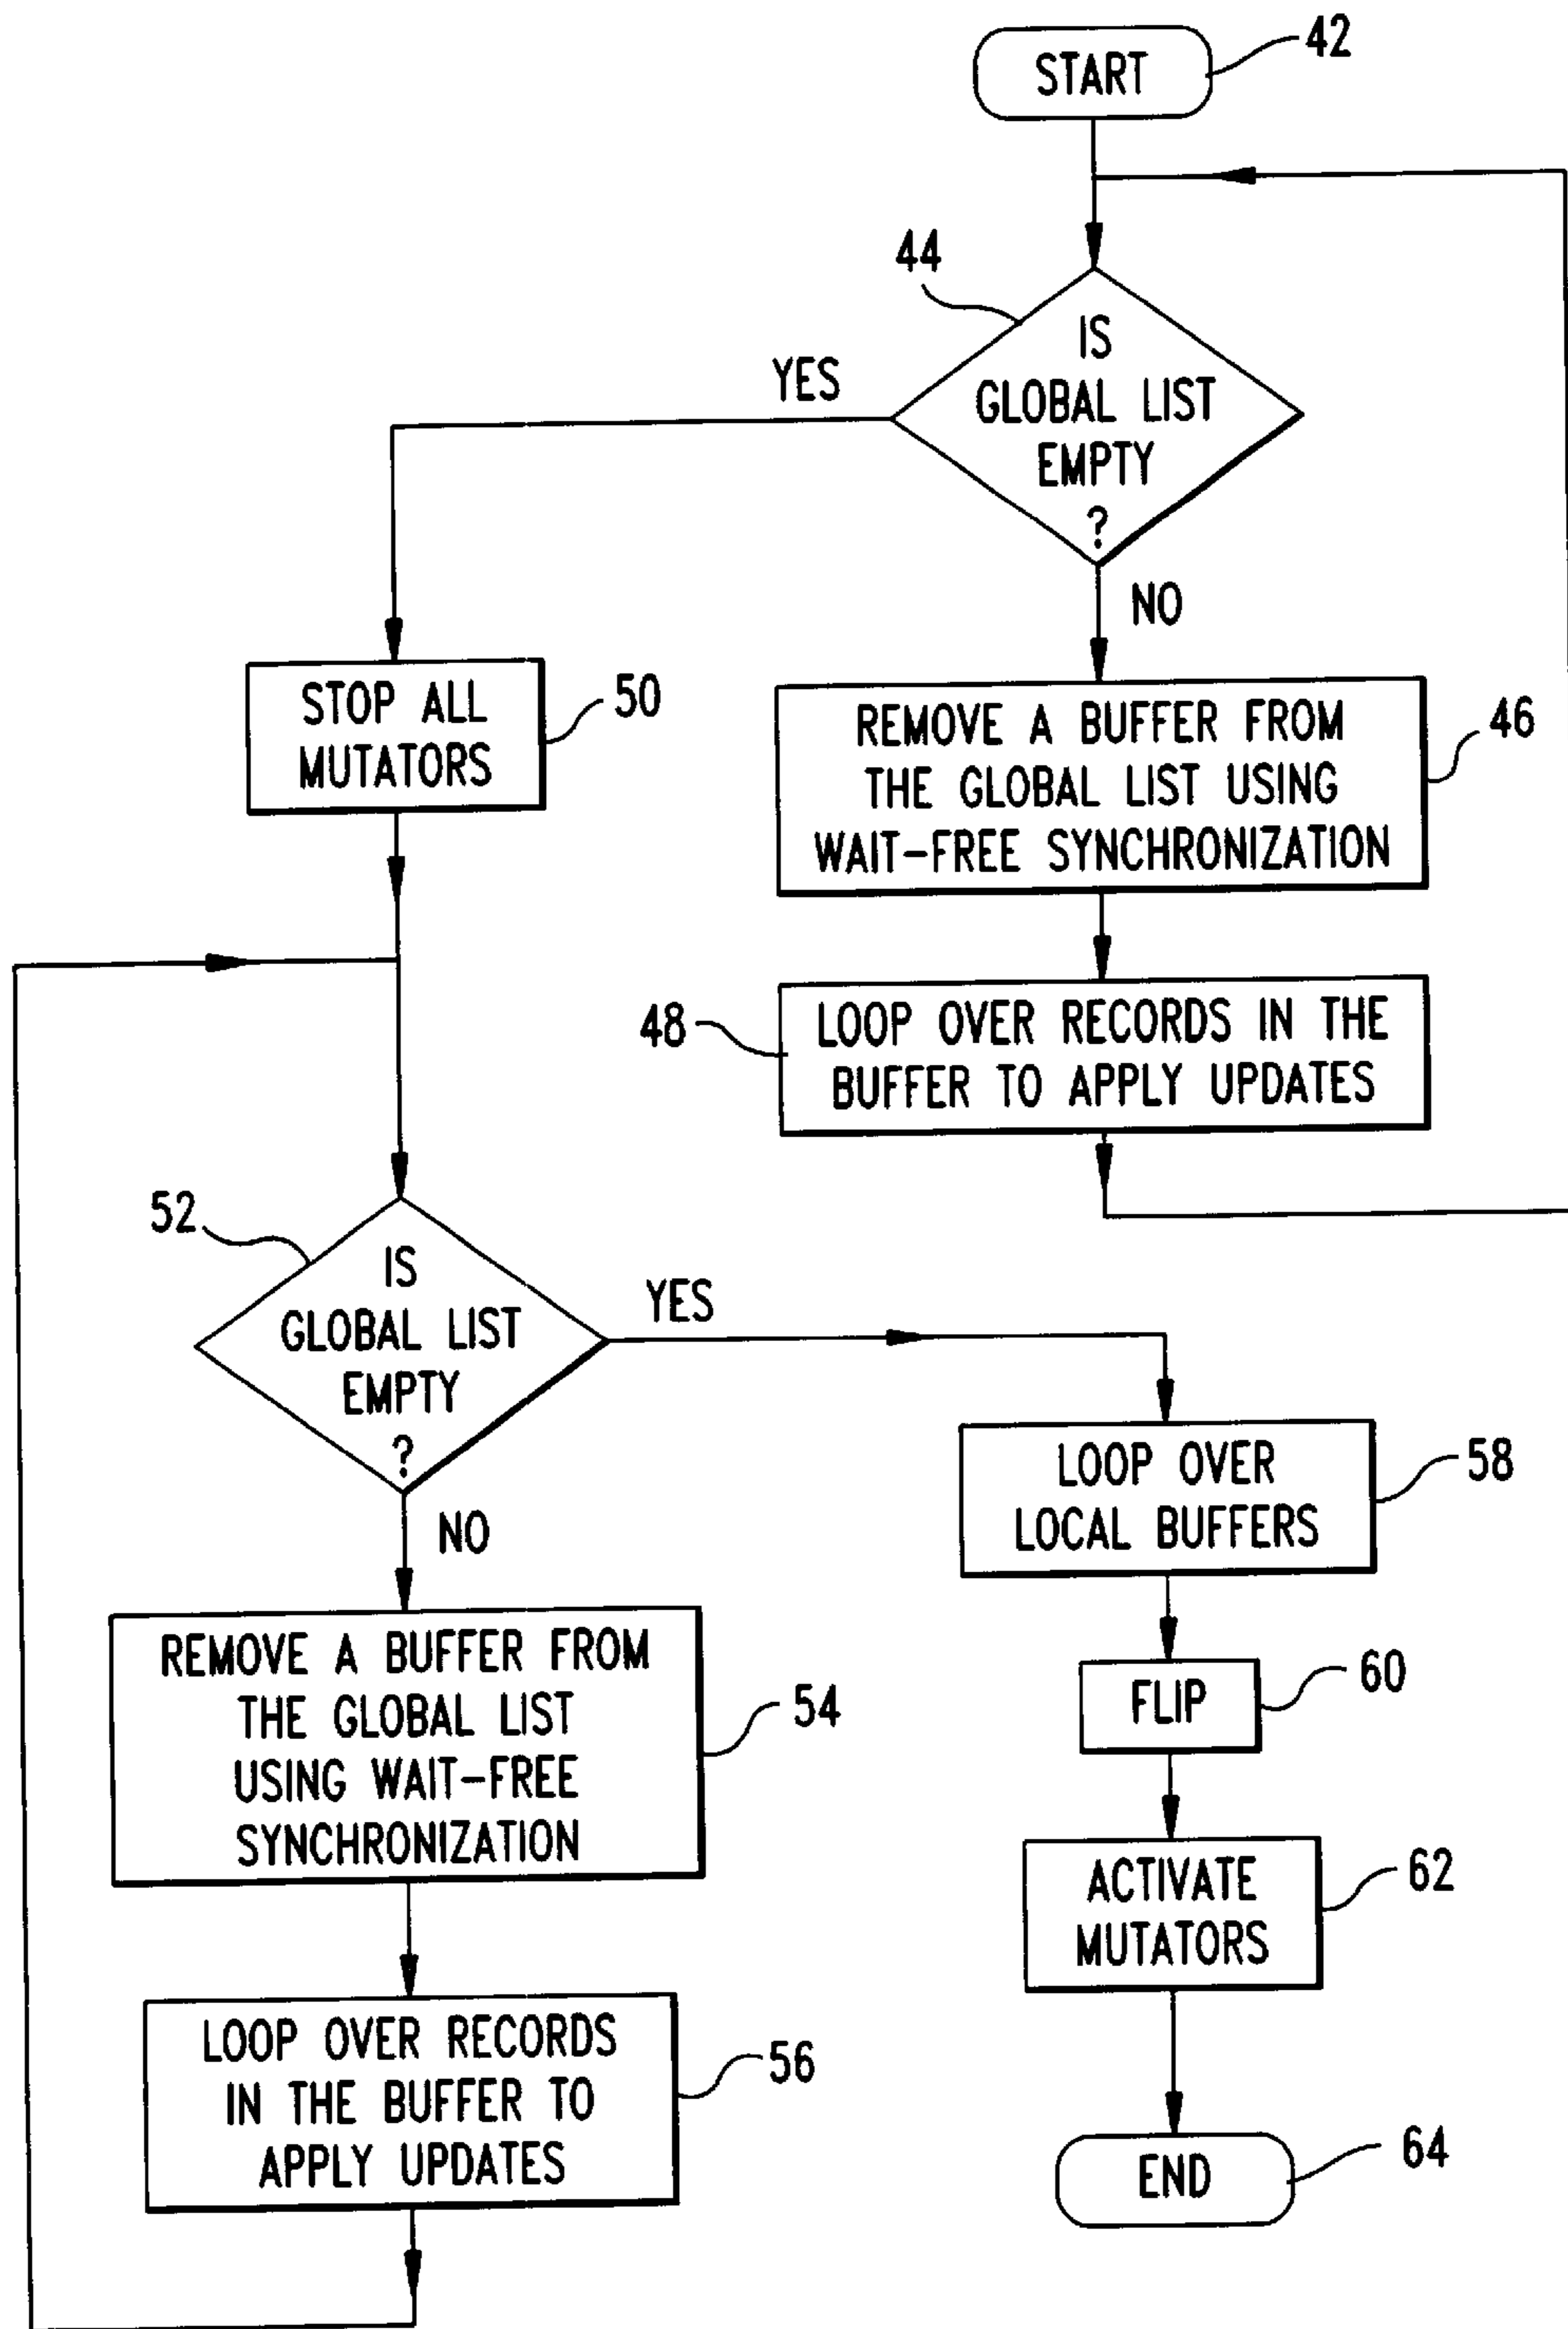 START
42
44
IS
GLOBAL LIST
EMPTY
?
YES
NO
STOP ALL
MUTATORS
50
REMOVE A BUFFER FROM
THE GLOBAL LIST USING
WAIT-FREE SYNCHRONIZATION
46
48
LOOP OVER RECORDS IN THE
BUFFER TO APPLY UPDATES
52
IS
GLOBAL LIST
EMPTY
?
YES
NO
LOOP OVER
LOCAL BUFFERS
58
REMOVE A BUFFER FROM
THE GLOBAL LIST
USING WAIT-FREE
SYNCHRONIZATION
54
FLIP
60
ACTIVATE
MUTATORS
62
LOOP OVER RECORDS
IN THE BUFFER TO
APPLY UPDATES
56
END
64